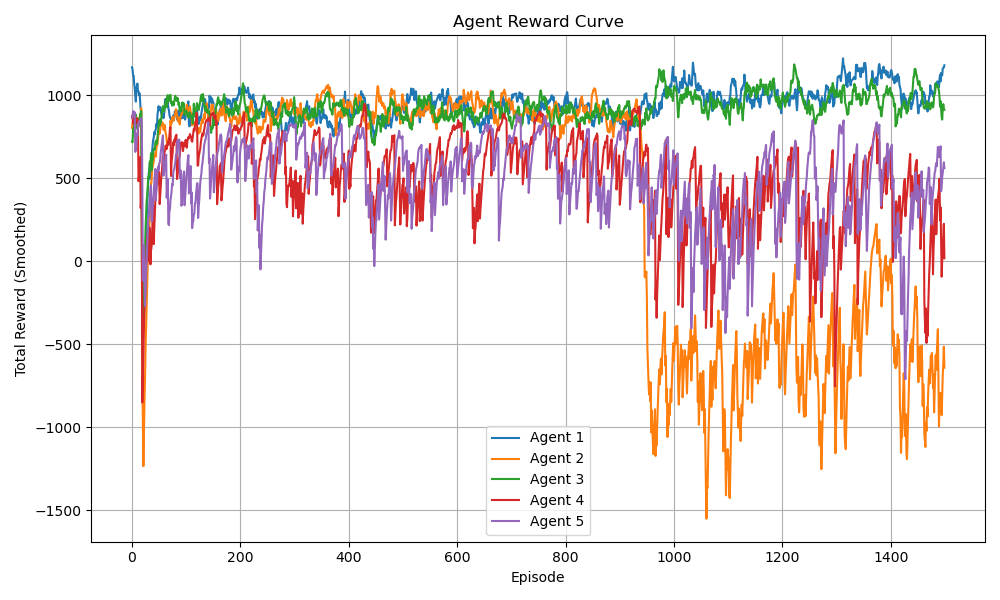 Agent Reward Curve
Total Reward (Smoothed)
1000
500
0
−500
−1000
−1500
0 200 400 600 800 1000 1200 1400
Episode
Agent 1
Agent 2
Agent 3
Agent 4
Agent 5